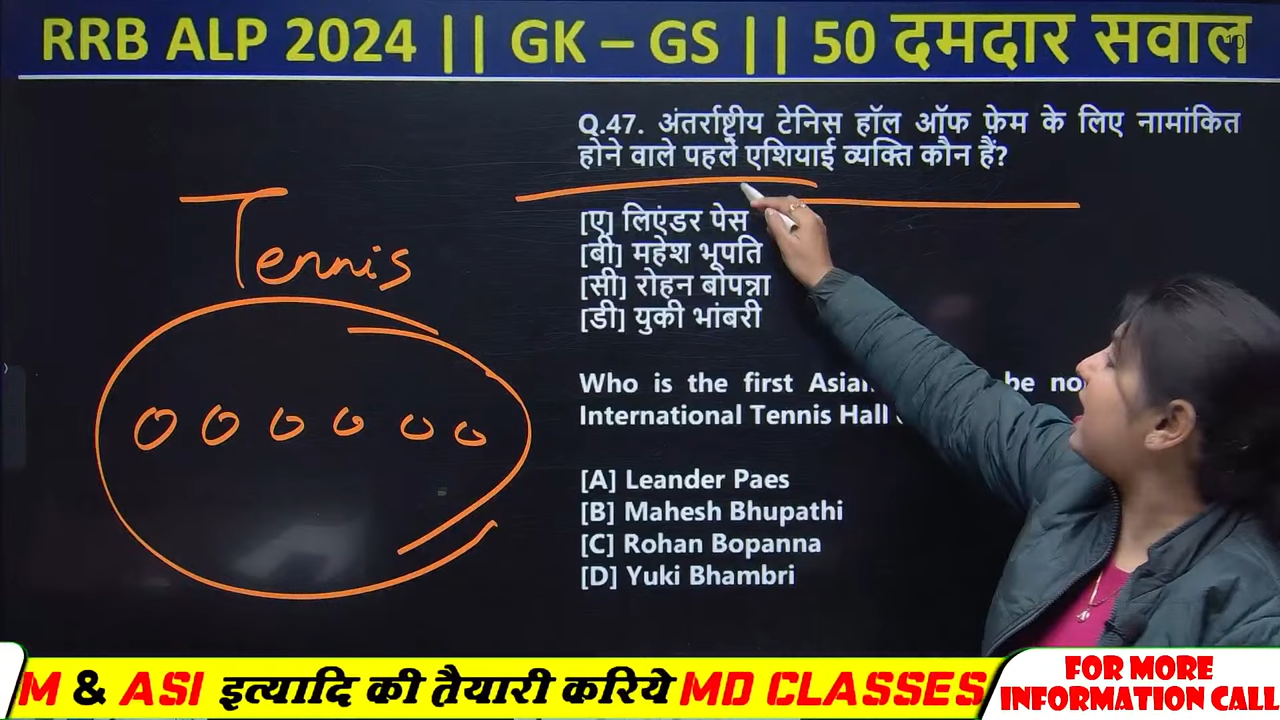 RRB ALP 2024 || GK – GS || 50 दमदार सवाल
Q.47. अंतर्राष्ट्रीय टेनिस हॉल ऑफ फ़ेम के लिए नामांकित
होने वाले पहले एशियाई व्यक्ति कौन हैं?
Tennis
[ए] लिएंडर पेस
[बी] महेश भूपति
[सी] रोहन बोपन्ना
[डी] युकी भांबरी
Who is the first Asian be no
International Tennis Hall
[A] Leander Paes
[B] Mahesh Bhupathi
[C] Rohan Bopanna
[D] Yuki Bhambri
M & ASI इत्यादि की तैयारी करिये MD CLASSES
FOR MORE
INFORMATION CALL